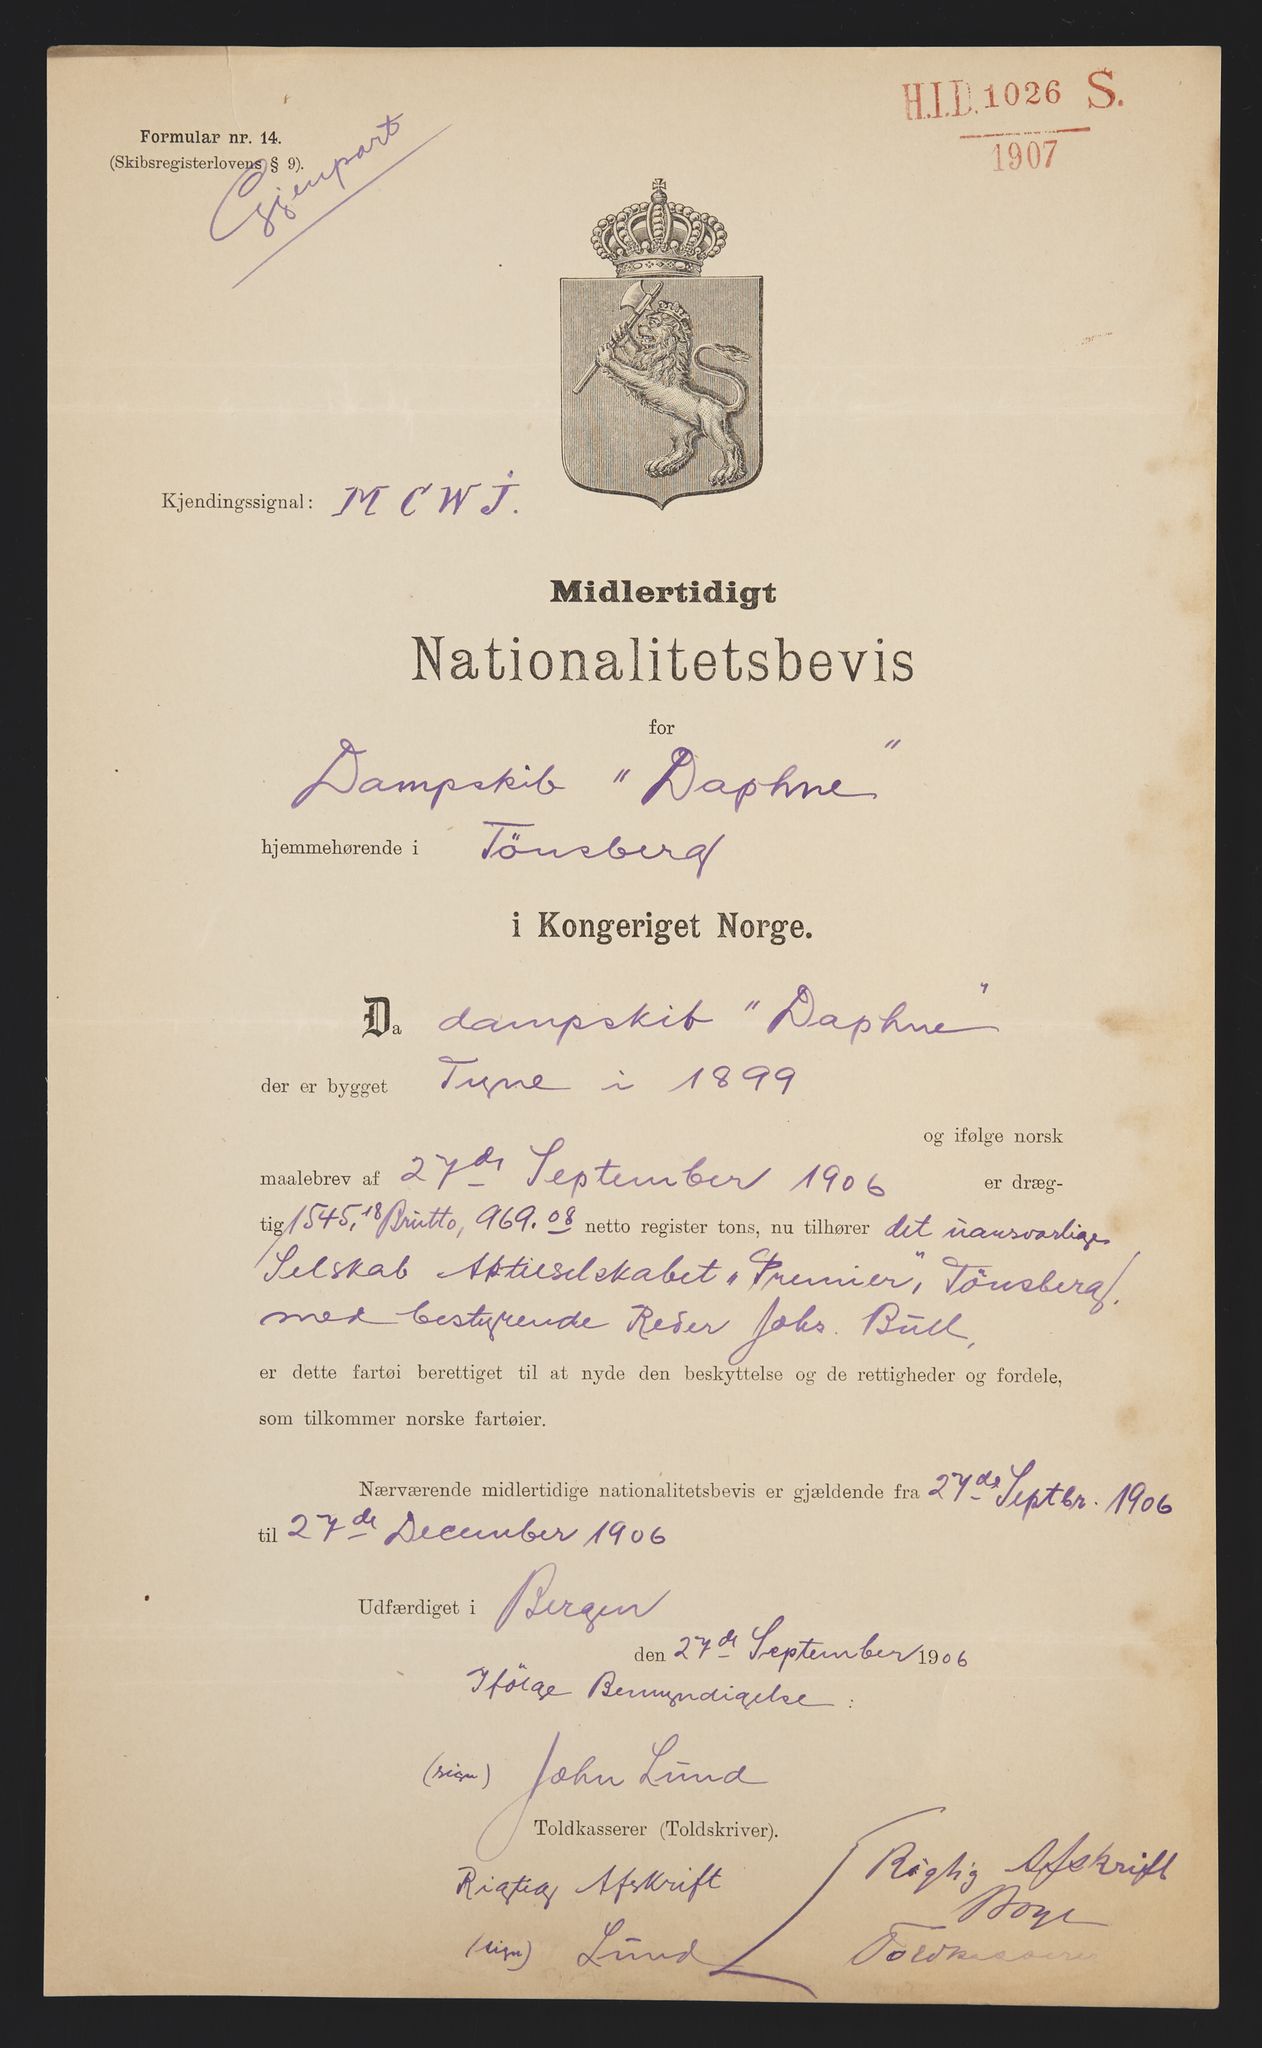 H.I.D. 1026 S.
1907
Formular nr. 14.
(Skibsregisterlovens § 9).
Gjenpart
Kjendingssignal: M C W J.
Midlertidigt
Nationalitetsbevis
for
Dampskib "Daphne"
hjemmehørende i Tönsberg
i Kongeriget Norge.
Da dampskib "Daphne"
der er bygget Tyne i 1899
og ifølge norsk
maalebrev af 27de September 1906 er dræg-
tig 1545,18 Brutto, 969.08 netto register tons, nu tilhører det uansvarlige
Selskab Aktieselskabet "Premier", Tönsberg,
med bestyrende Reder Johs. Bull,
er dette fartøi berettiget til at nyde den beskyttelse og de rettigheder og fordele,
som tilkommer norske fartøier.
Nærværende midlertidige nationalitetsbevis er gjældende fra 27de Septbr. 1906
til 27de December 1906
Udfærdiget i Bergen
den 27de September 1906
Ifölge Bemyndigelse:
(sign) John Lund
Toldkasserer (Toldskriver).
Rigtig Afskrift
(sign) Lund
Rigtig Afskrift
Toldkasserer